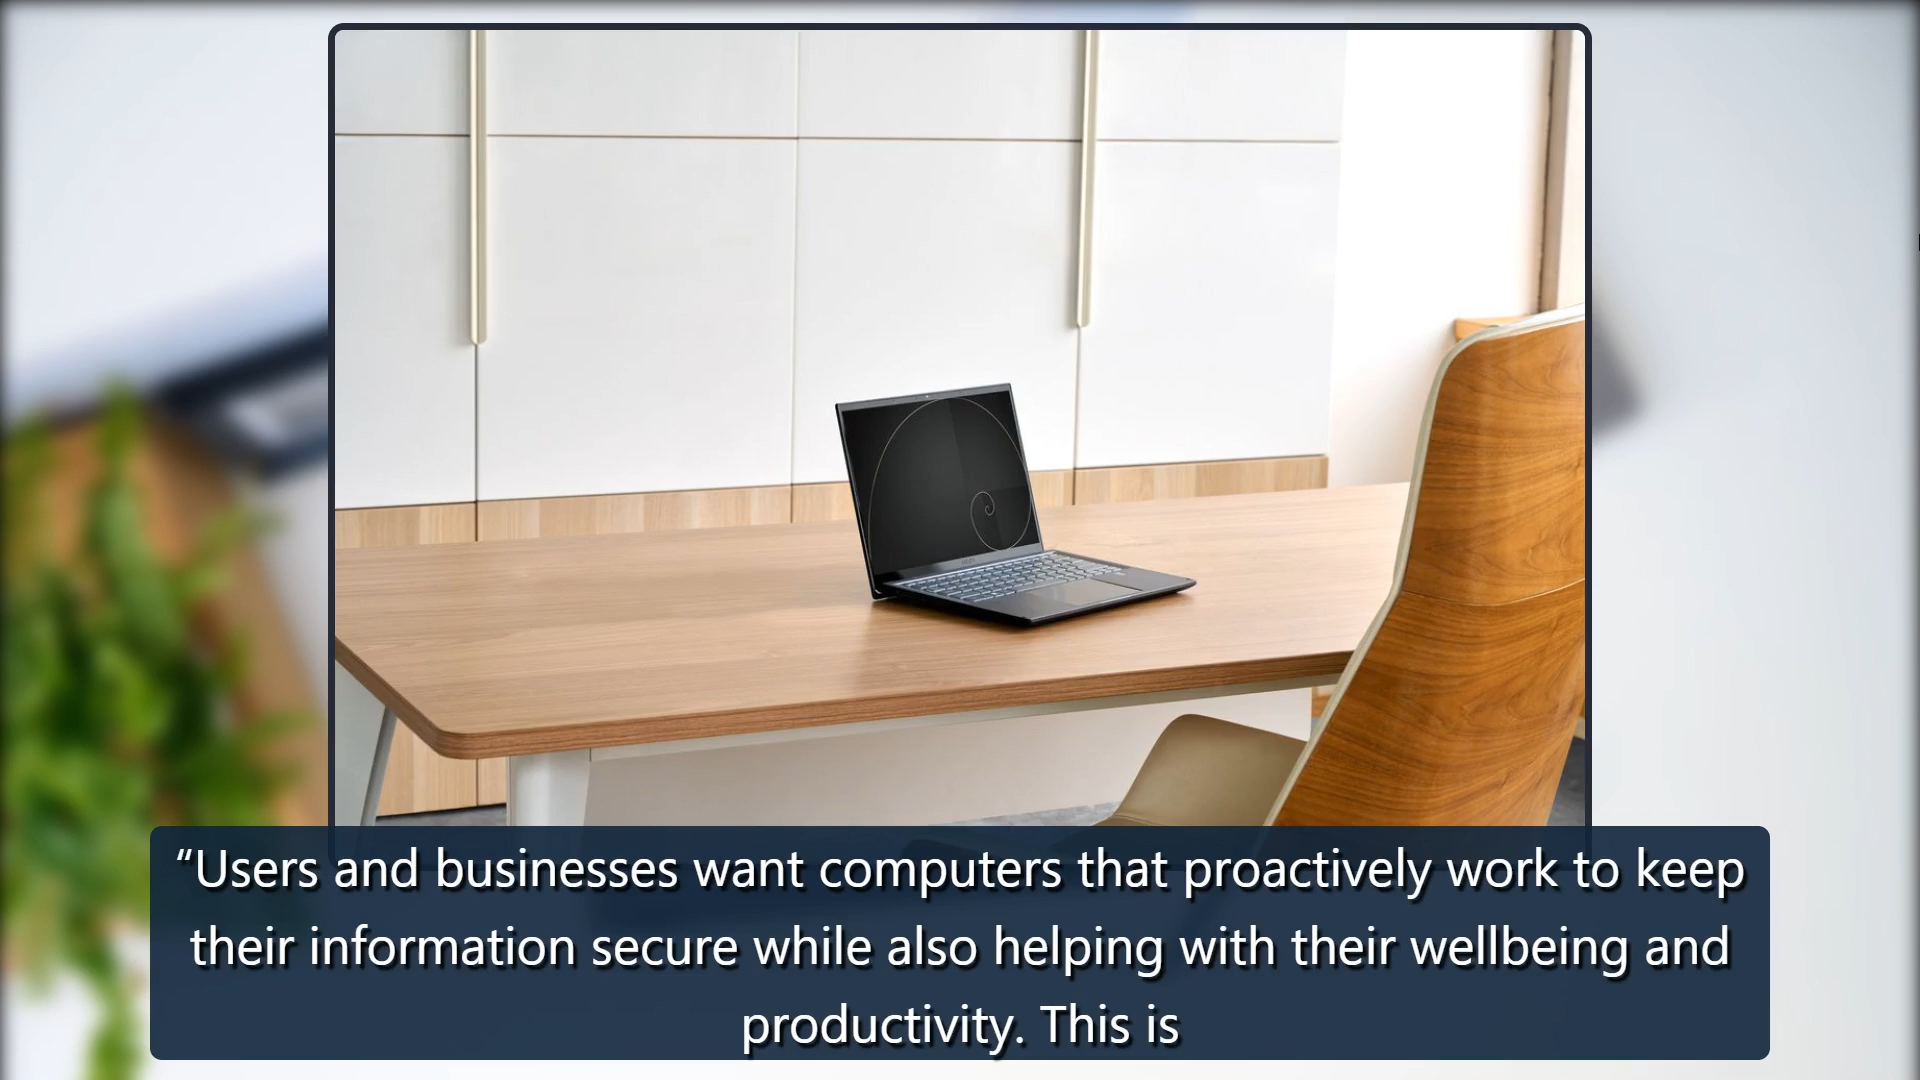 “Users and businesses want computers that proactively work to keep
their information secure while also helping with their wellbeing and
productivity. This is